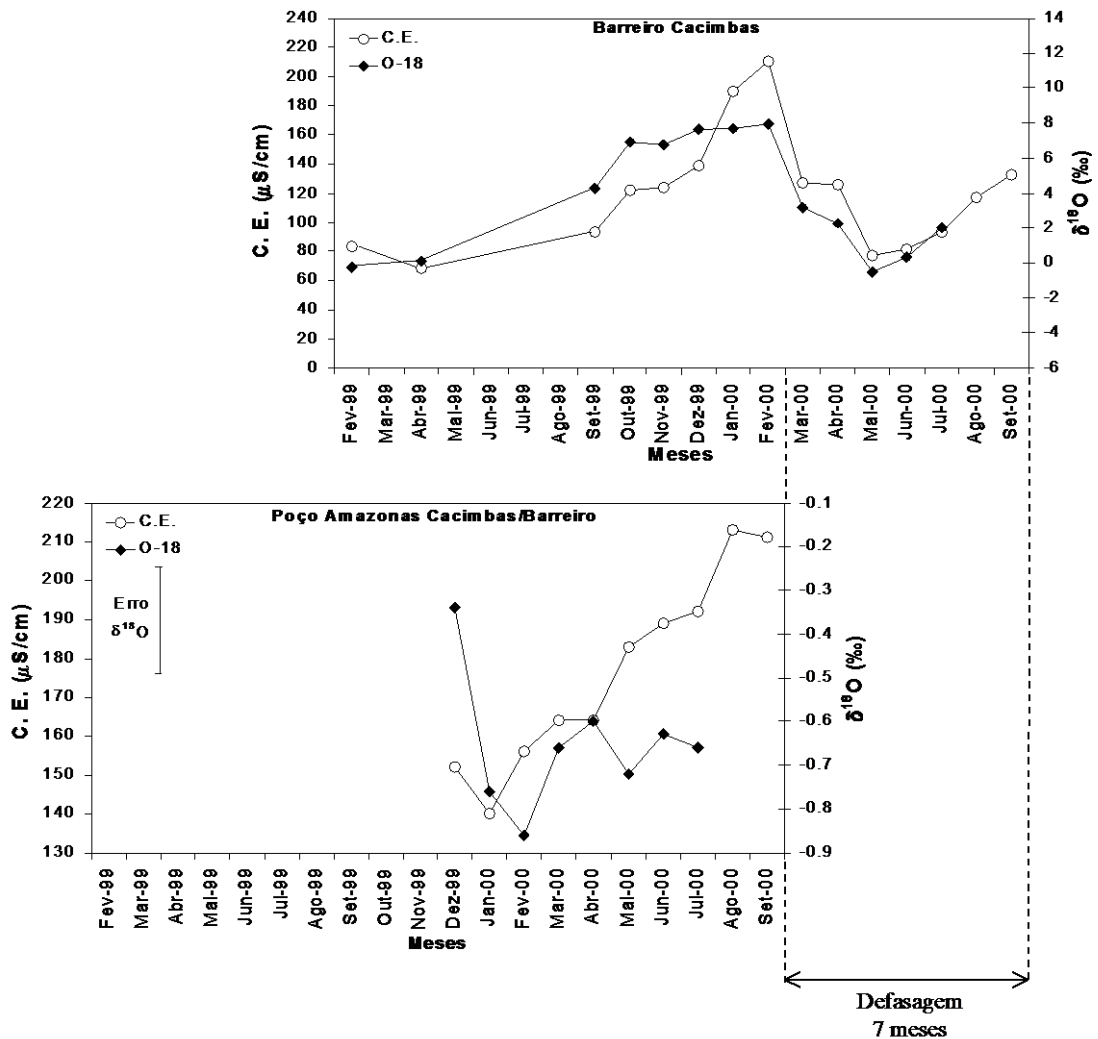 Barreiro Cacimbas
C.E.
O-18
240
220
200
180
160
140
120
100
80
60
40
20
0
C. E. (μS/cm)
14
12
10
8
6
4
2
0
-2
-4
-6
δ¹⁸O (‰)
Fev-99
Mar-99
Abr-99
Mai-99
Jun-99
Jul-99
Ago-99
Set-99
Out-99
Nov-99
Dez-99
Jan-00
Fev-00
Mar-00
Abr-00
Mai-00
Jun-00
Jul-00
Ago-00
Set-00
Meses
Poço Amazonas Cacimbas/Barreiro
C.E.
O-18
Erro
δ¹⁸O
220
210
200
190
180
170
160
150
140
130
C. E. (μS/cm)
-0.1
-0.2
-0.3
-0.4
-0.5
-0.6
-0.7
-0.8
-0.9
δ¹⁸O (‰)
Fev-99
Mar-99
Abr-99
Mai-99
Jun-99
Jul-99
Ago-99
Set-99
Out-99
Nov-99
Dez-99
Jan-00
Fev-00
Mar-00
Abr-00
Mai-00
Jun-00
Jul-00
Ago-00
Set-00
Meses
Defasagem
7 meses